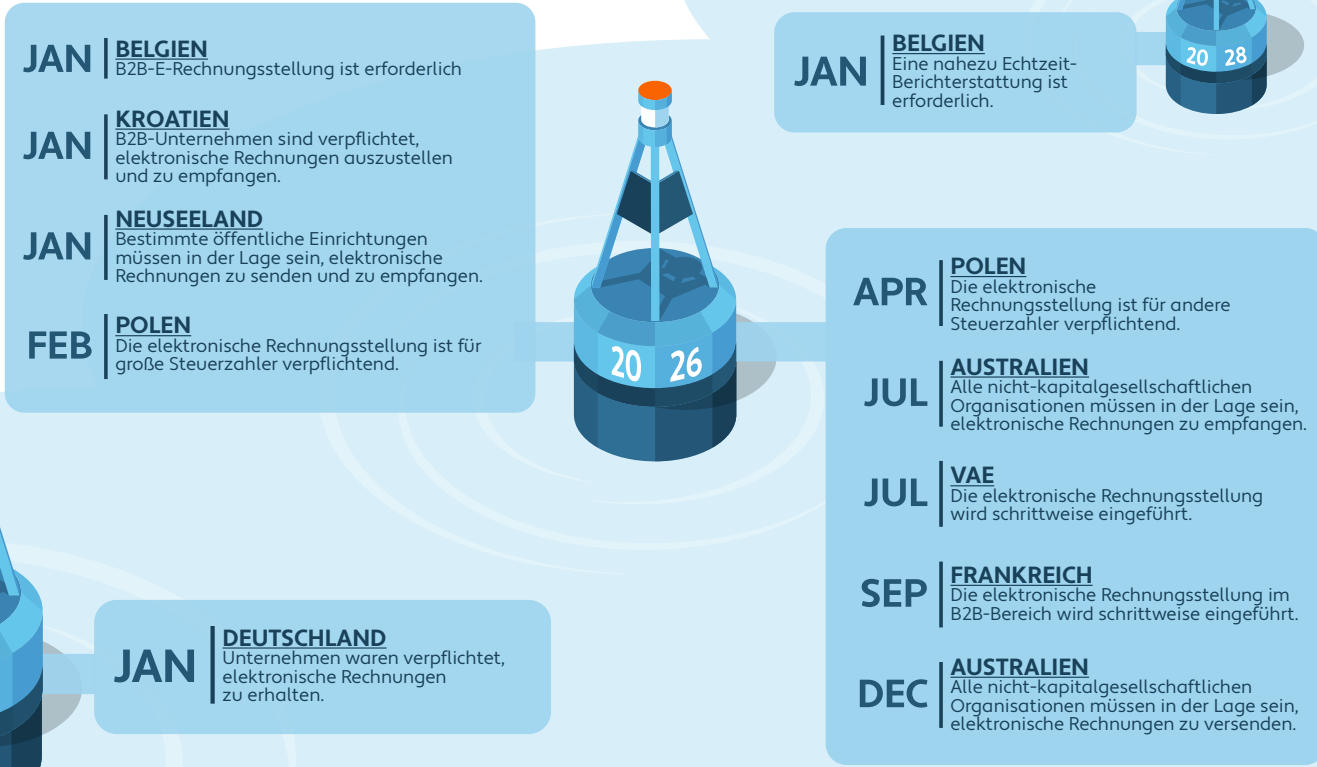 JAN
BELGIEN
B2B-E-Rechnungsstellung ist erforderlich
JAN
KROATIEN
B2B-Unternehmen sind verpflichtet,
elektronische Rechnungen auszustellen
und zu empfangen.
JAN
NEUSEELAND
Bestimmte öffentliche Einrichtungen
müssen in der Lage sein, elektronische
Rechnungen zu senden und zu empfangen.
FEB
POLEN
Die elektronische Rechnungsstellung ist für
große Steuerzahler verpflichtend.
20 26
JAN
BELGIEN
Eine nahezu Echtzeit-
Berichterstattung ist
erforderlich.
20 28
APR
POLEN
Die elektronische
Rechnungsstellung ist für andere
Steuerzahler verpflichtend.
JUL
AUSTRALIEN
Alle nicht-kapitalgesellschaftlichen
Organisationen müssen in der Lage sein,
elektronische Rechnungen zu empfangen.
JUL
VAE
Die elektronische Rechnungsstellung
wird schrittweise eingeführt.
SEP
FRANKREICH
Die elektronische Rechnungsstellung im
B2B-Bereich wird schrittweise eingeführt.
DEC
AUSTRALIEN
Alle nicht-kapitalgesellschaftlichen
Organisationen müssen in der Lage sein,
elektronische Rechnungen zu versenden.
JAN
DEUTSCHLAND
Unternehmen waren verpflichtet,
elektronische Rechnungen
zu erhalten.